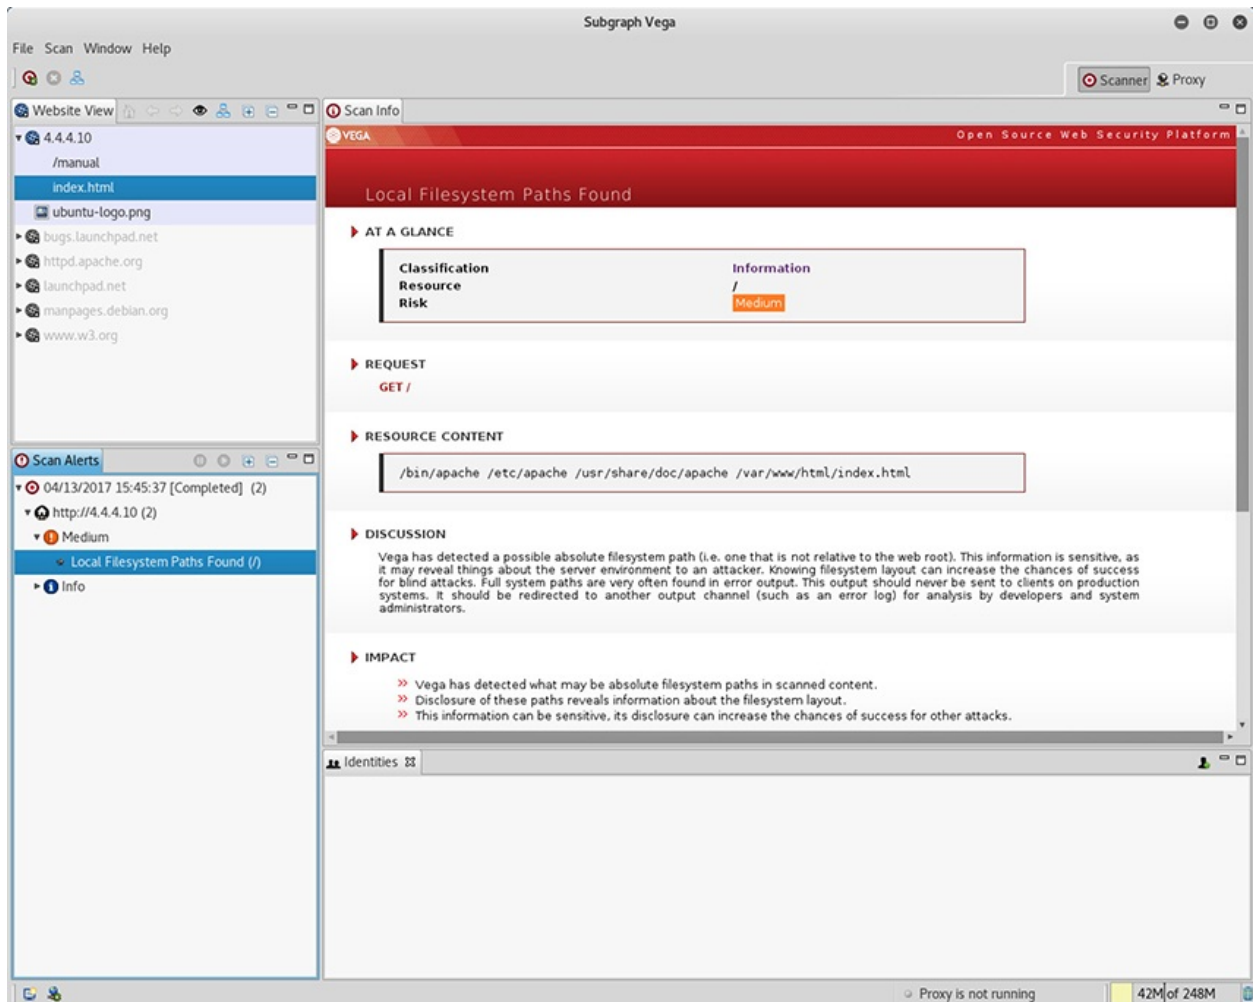 Subgraph Vega
File Scan Window Help
Scanner Proxy
Website View
4.4.4.10
/manual
index.html
ubuntu-logo.png
bugs.launchpad.net
httpd.apache.org
launchpad.net
manpages.debian.org
www.w3.org
Scan Alerts
04/13/2017 15:45:37 [Completed] (2)
http://4.4.4.10 (2)
Medium
Local Filesystem Paths Found (/)
Info
Scan Info
VEGA Open Source Web Security Platform
Local Filesystem Paths Found
AT A GLANCE
Classification Information
Resource /
Risk Medium
REQUEST
GET /
RESOURCE CONTENT
/bin/apache /etc/apache /usr/share/doc/apache /var/www/html/index.html
DISCUSSION
Vega has detected a possible absolute filesystem path (i.e. one that is not relative to the web root). This information is sensitive, as
it may reveal things about the server environment to an attacker. Knowing filesystem layout can increase the chances of success
for blind attacks. Full system paths are very often found in error output. This output should never be sent to clients on production
systems. It should be redirected to another output channel (such as an error log) for analysis by developers and system
administrators.
IMPACT
Vega has detected what may be absolute filesystem paths in scanned content.
Disclosure of these paths reveals information about the filesystem layout.
This information can be sensitive, its disclosure can increase the chances of success for other attacks.
Identities
Proxy is not running
42M of 248M